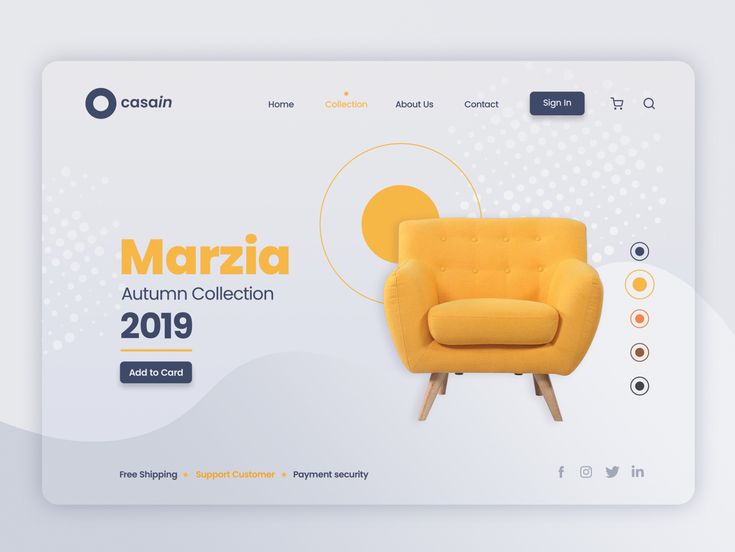 casain
Home Collection About Us Contact Sign In
Marzia
Autumn Collection
2019
Add to Card
Free Shipping Support Customer Payment security